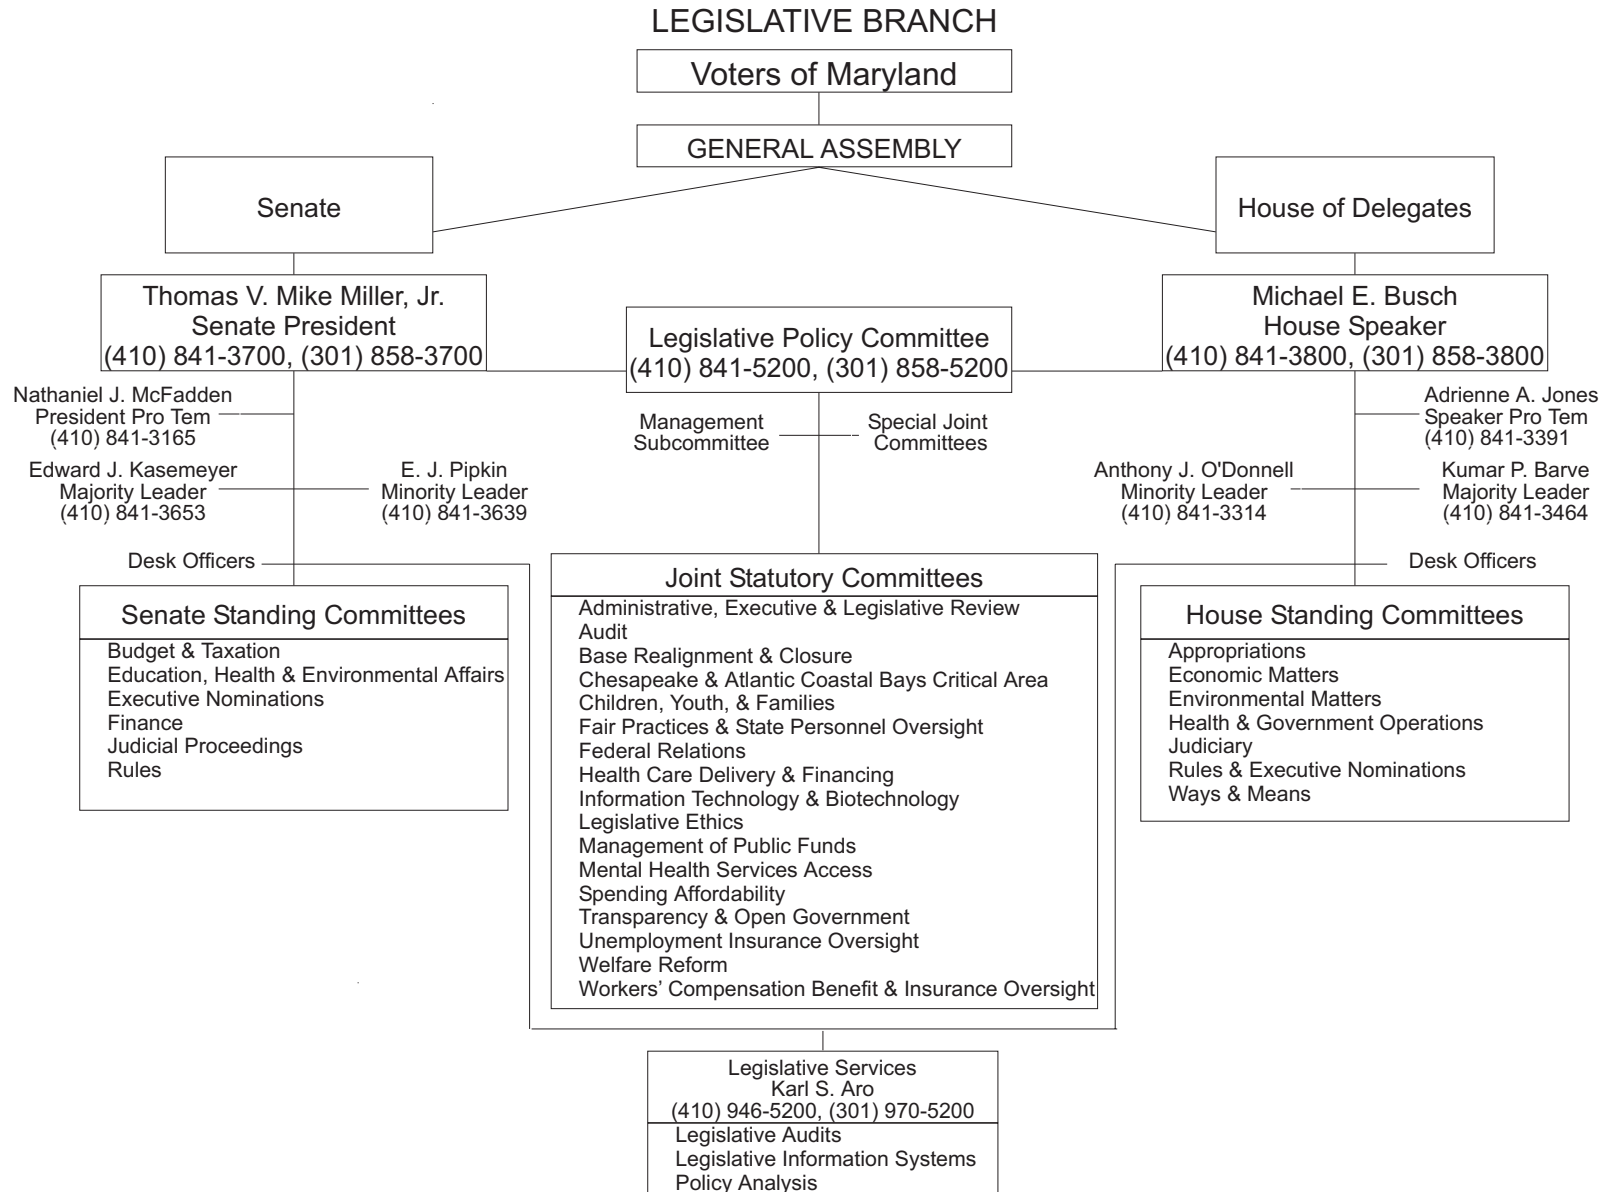 LEGISLATIVE BRANCH
Voters of Maryland
GENERAL ASSEMBLY
Senate
House of Delegates
Thomas V. Mike Miller, Jr.
Senate President
(410) 841-3700, (301) 858-3700
Legislative Policy Committee
(410) 841-5200, (301) 858-5200
Michael E. Busch
House Speaker
(410) 841-3800, (301) 858-3800
Nathaniel J. McFadden
President Pro Tem
(410) 841-3165
Edward J. Kasemeyer
Majority Leader
(410) 841-3653
E. J. Pipkin
Minority Leader
(410) 841-3639
Management
Subcommittee
Special Joint
Committees
Adrienne A. Jones
Speaker Pro Tem
(410) 841-3391
Anthony J. O'Donnell
Minority Leader
(410) 841-3314
Kumar P. Barve
Majority Leader
(410) 841-3464
Desk Officers
Desk Officers
Senate Standing Committees
Budget & Taxation
Education, Health & Environmental Affairs
Executive Nominations
Finance
Judicial Proceedings
Rules
Joint Statutory Committees
Administrative, Executive & Legislative Review
Audit
Base Realignment & Closure
Chesapeake & Atlantic Coastal Bays Critical Area
Children, Youth, & Families
Fair Practices & State Personnel Oversight
Federal Relations
Health Care Delivery & Financing
Information Technology & Biotechnology
Legislative Ethics
Management of Public Funds
Mental Health Services Access
Spending Affordability
Transparency & Open Government
Unemployment Insurance Oversight
Welfare Reform
Workers’ Compensation Benefit & Insurance Oversight
House Standing Committees
Appropriations
Economic Matters
Environmental Matters
Health & Government Operations
Judiciary
Rules & Executive Nominations
Ways & Means
Legislative Services
Karl S. Aro
(410) 946-5200, (301) 970-5200
Legislative Audits
Legislative Information Systems
Policy Analysis